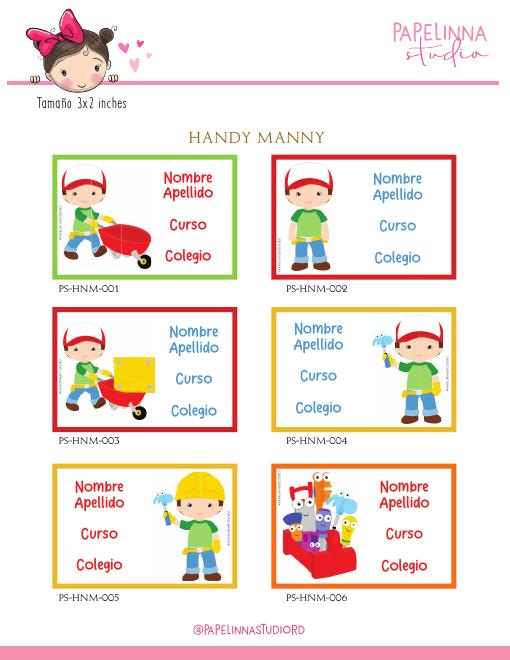 PAPELINNA
studio
Tamaño 3x2 inches
HANDY MANNY
Nombre
Apellido
Curso
Colegio
PS-HNM-001
Nombre
Apellido
Curso
Colegio
PS-HNM-002
Nombre
Apellido
Curso
Colegio
PS-HNM-003
Nombre
Apellido
Curso
Colegio
PS-HNM-004
Nombre
Apellido
Curso
Colegio
PS-HNM-005
Nombre
Apellido
Curso
Colegio
PS-HNM-006
@PAPELINNASTUDIORD